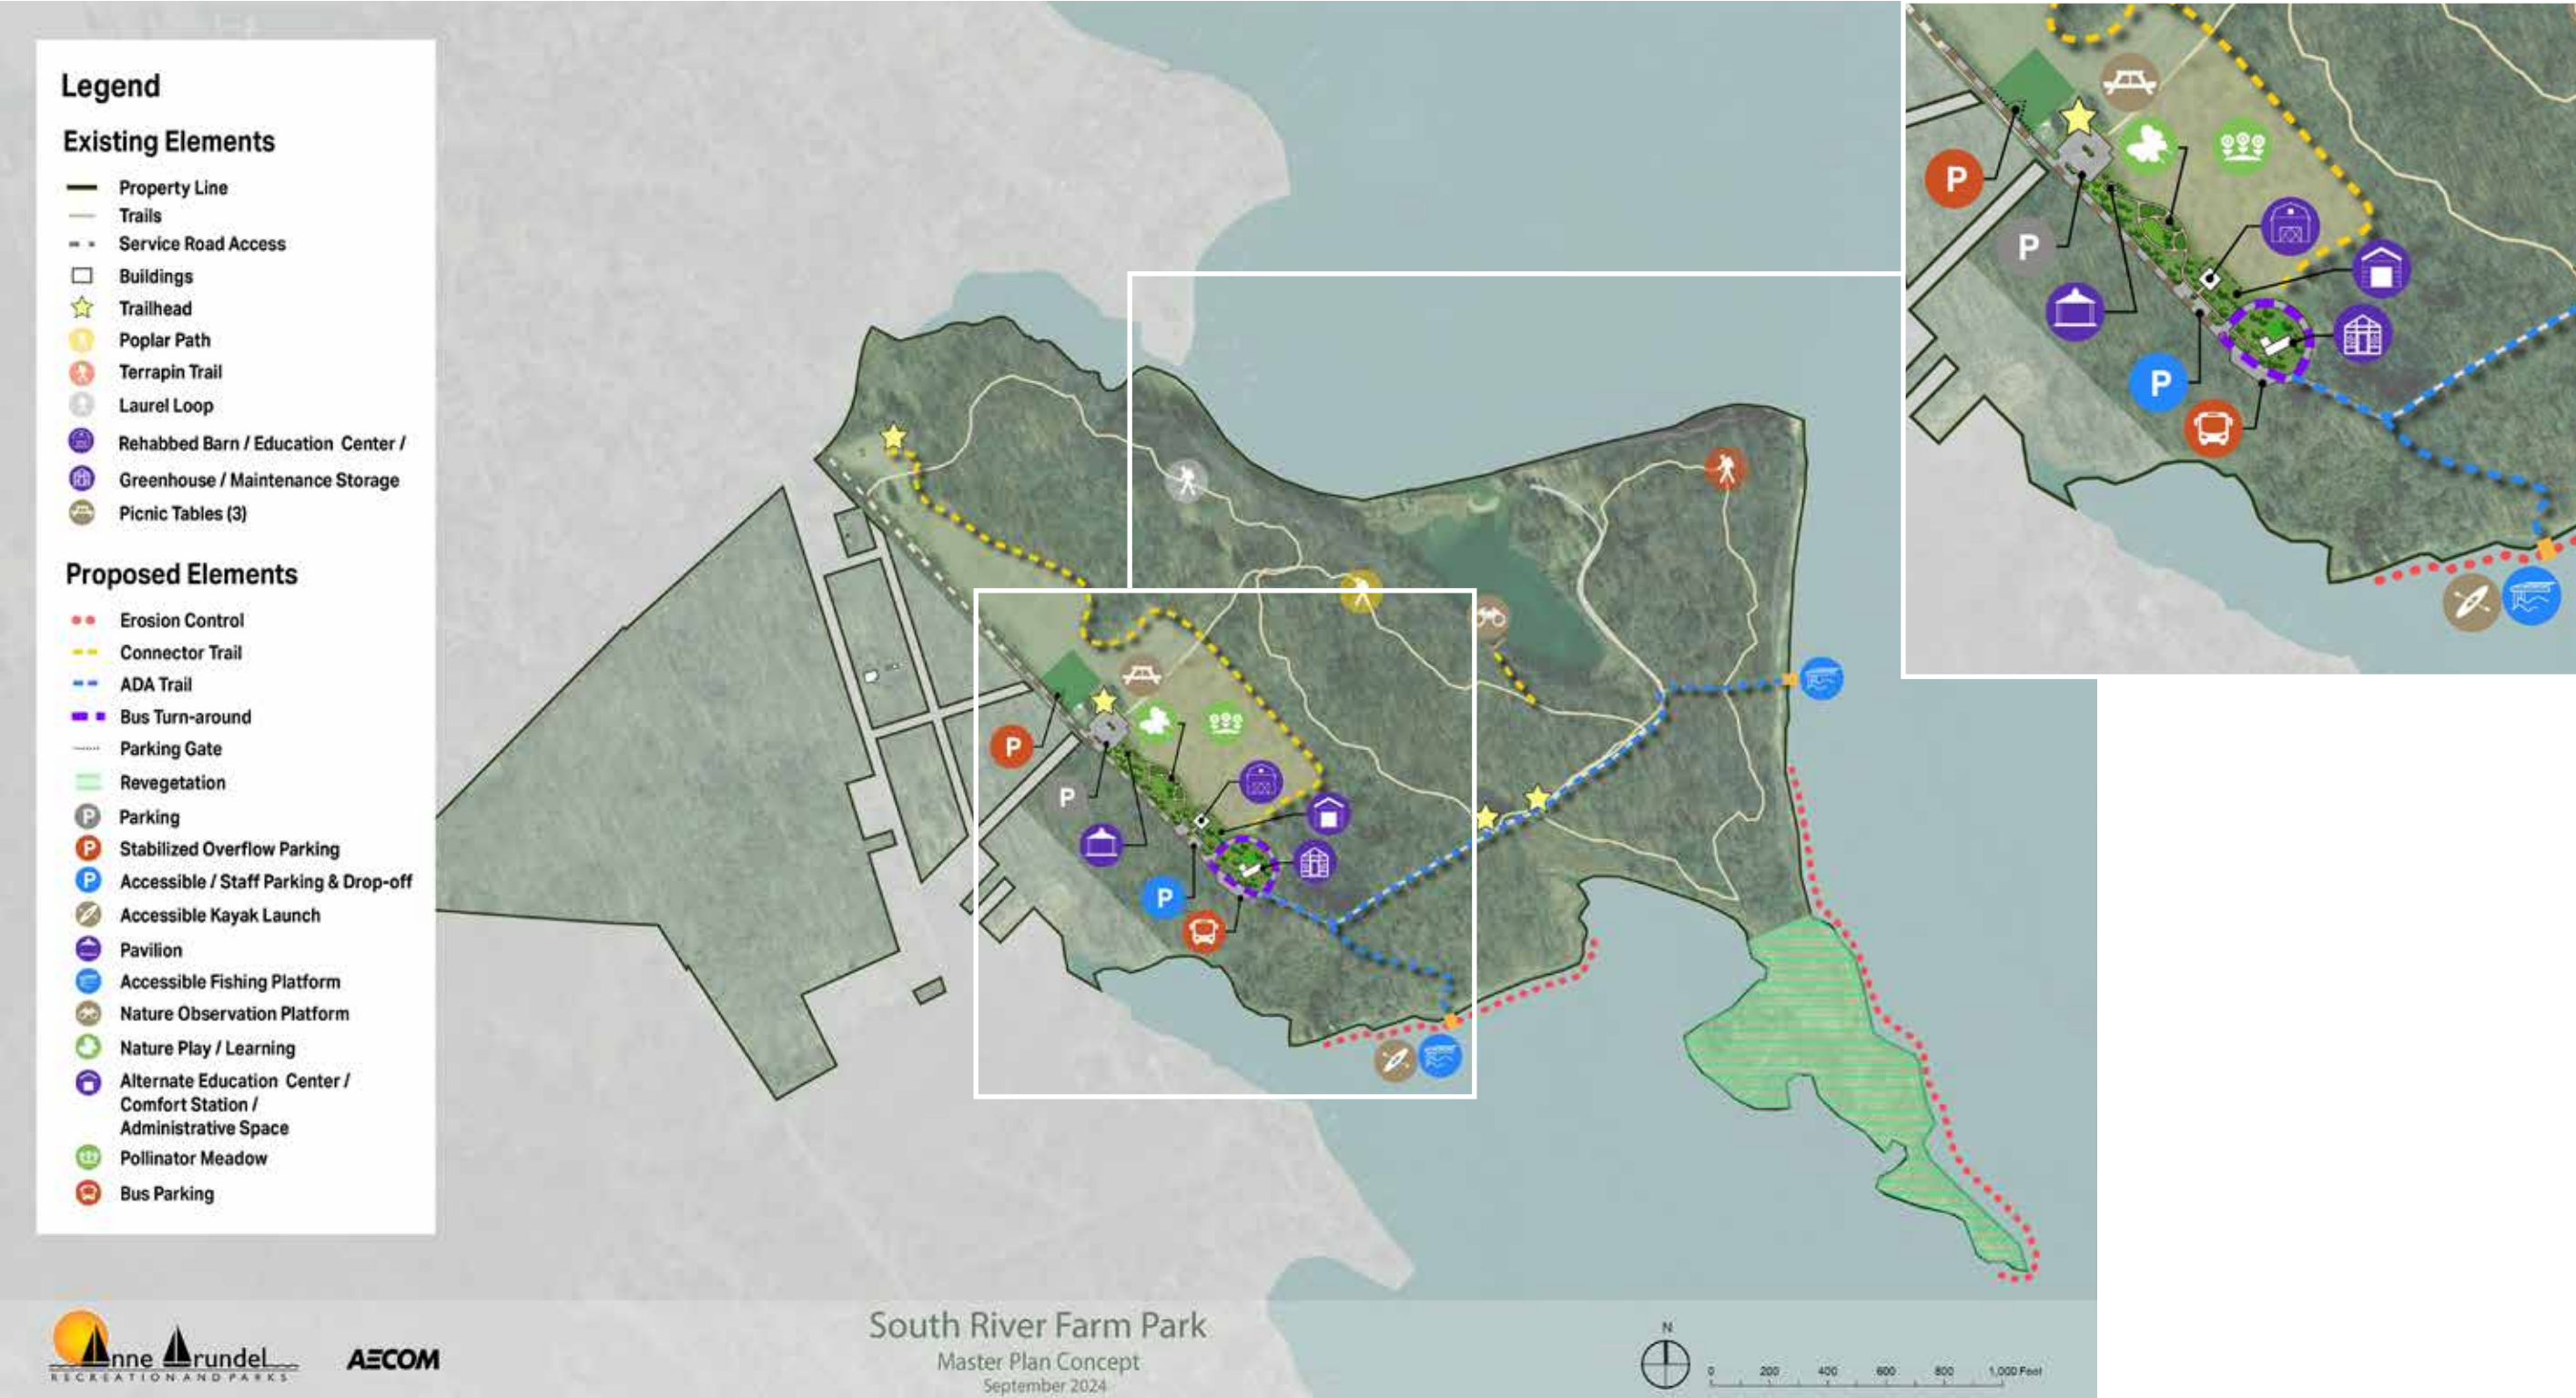 Legend
Existing Elements
Property Line
Trails
Service Road Access
Buildings
Trailhead
Poplar Path
Terrapin Trail
Laurel Loop
Rehabbed Barn / Education Center /
Greenhouse / Maintenance Storage
Picnic Tables (3)
Proposed Elements
Erosion Control
Connector Trail
ADA Trail
Bus Turn-around
Parking Gate
Revegetation
P Parking
P Stabilized Overflow Parking
P Accessible / Staff Parking & Drop-off
Accessible Kayak Launch
Pavilion
Accessible Fishing Platform
Nature Observation Platform
Nature Play / Learning
Alternate Education Center /
Comfort Station /
Administrative Space
Pollinator Meadow
Bus Parking
P
P
P
P
P
P
Anne Arundel
RECREATION AND PARKS
AECOM
South River Farm Park
Master Plan Concept
September 2024
N
0 200 400 600 800 1,000 Feet